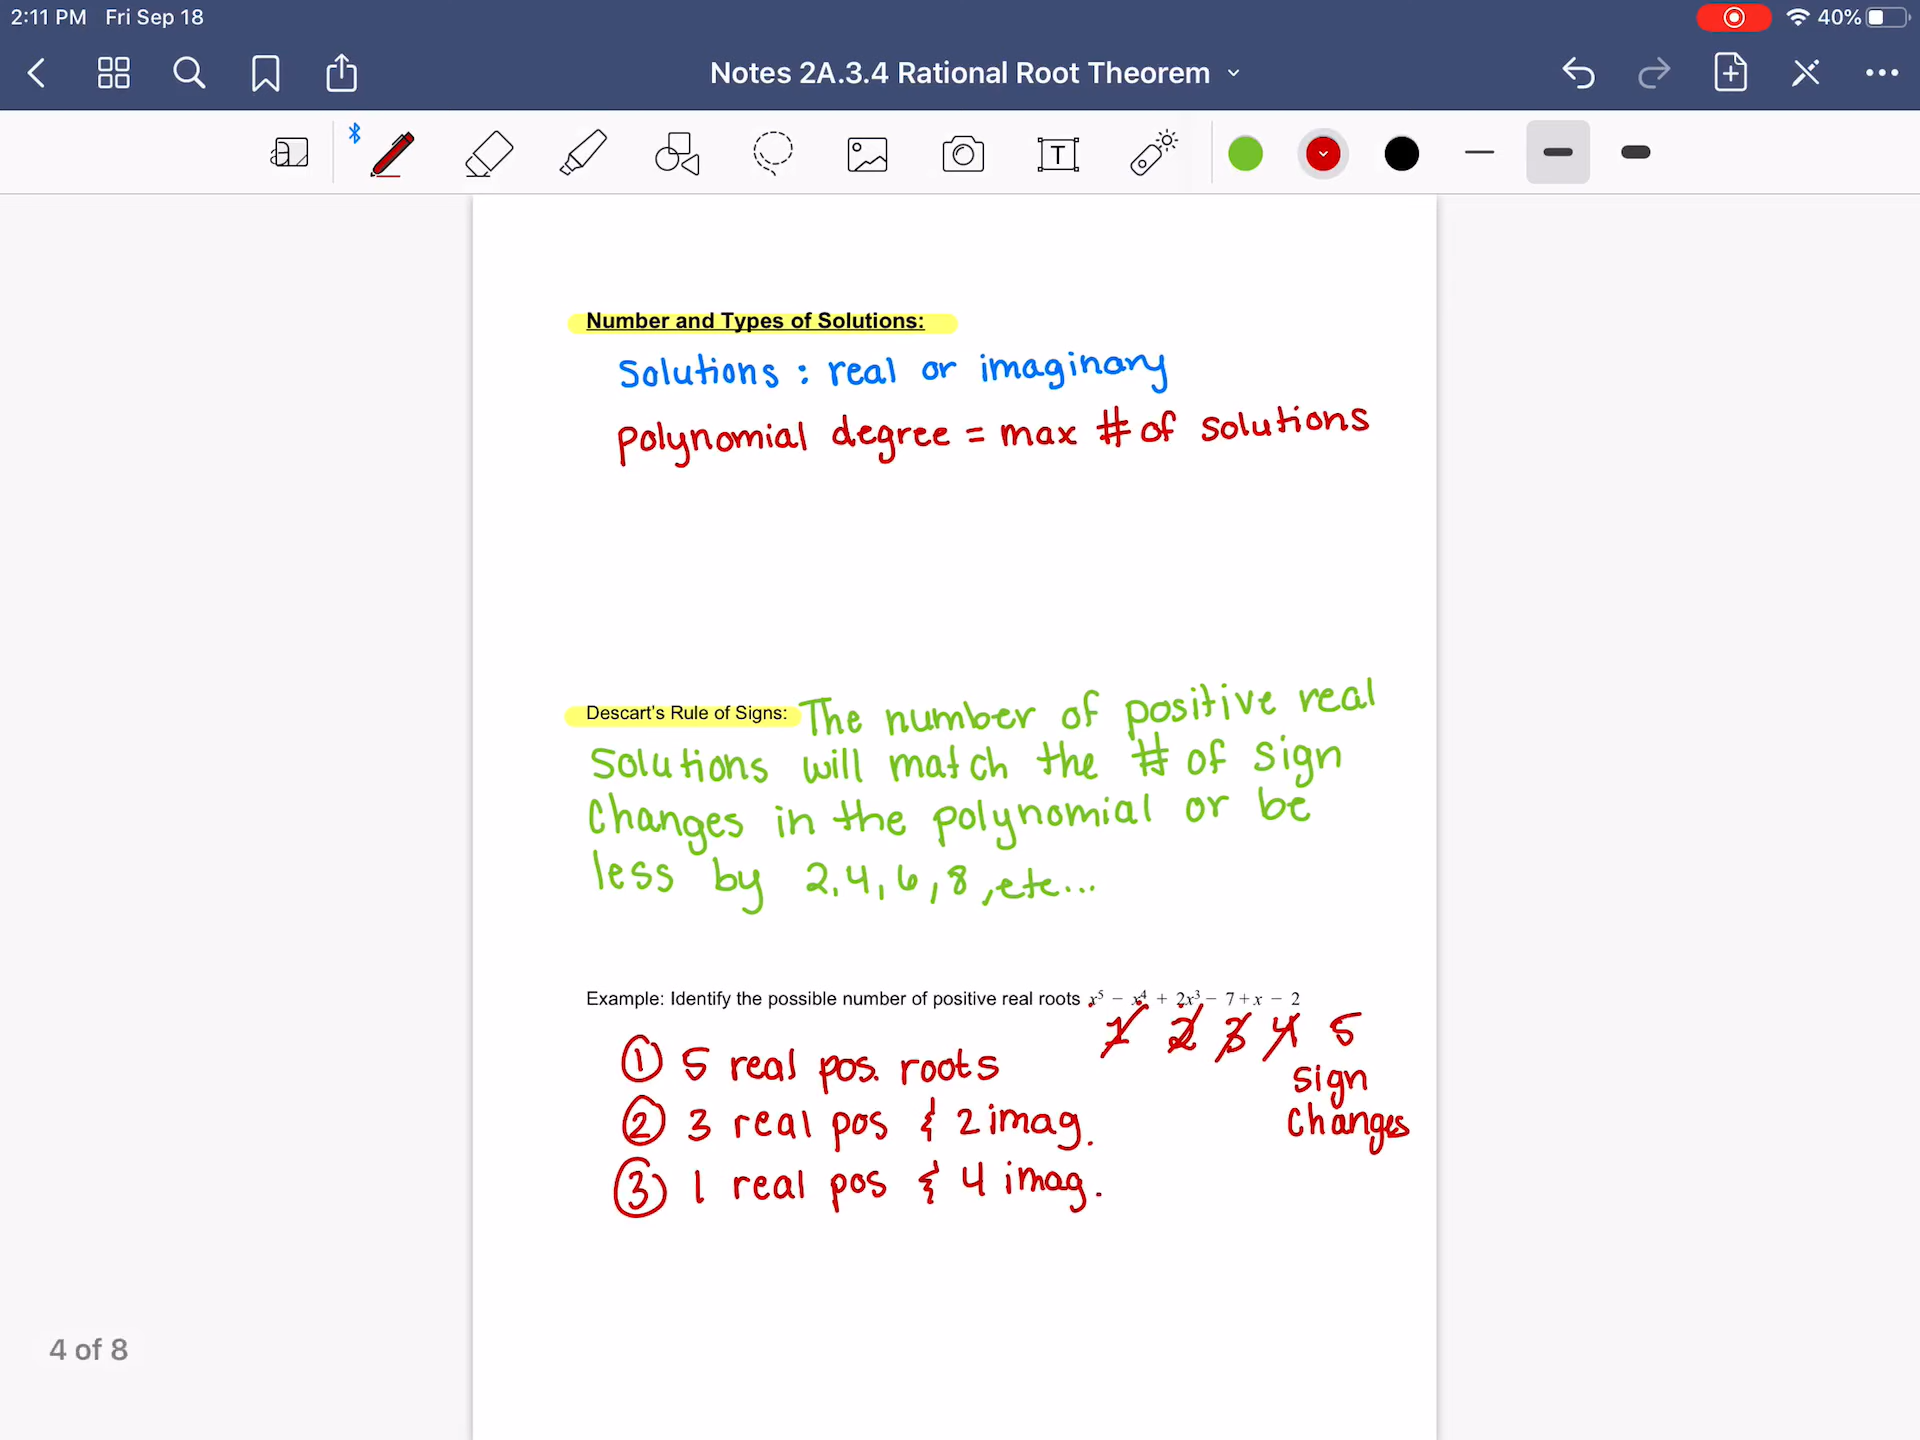 2:11 PM Fri Sep 18
40%
Notes 2A.3.4 Rational Root Theorem
Number and Types of Solutions:
Solutions : real or imaginary
polynomial degree = max # of solutions
Descart's Rule of Signs: The number of positive real
Solutions will match the # of sign
Changes in the polynomial or be
less by 2,4,6,8,etc...
Example: Identify the possible number of positive real roots x⁵ − x⁴ + 2x³ − 7 + x − 2
1 2 3 4 5
sign
Changes
① 5 real pos. roots
② 3 real pos & 2 imag.
③ 1 real pos & 4 imag.
4 of 8